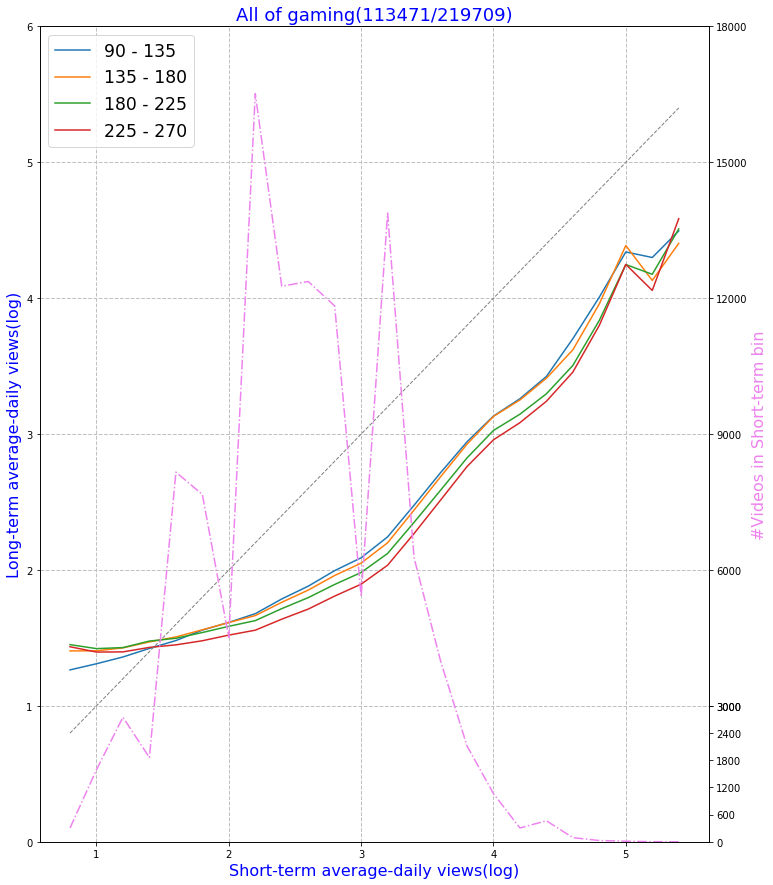 All of gaming(113471/219709)
90 - 135
135 - 180
180 - 225
225 - 270
6
5
4
3
2
1
0
Long-term average-daily views(log)
1
2
3
4
5
Short-term average-daily views(log)
18000
15000
12000
9000
6000
3000
2400
1800
1200
600
0
#Videos in Short-term bin